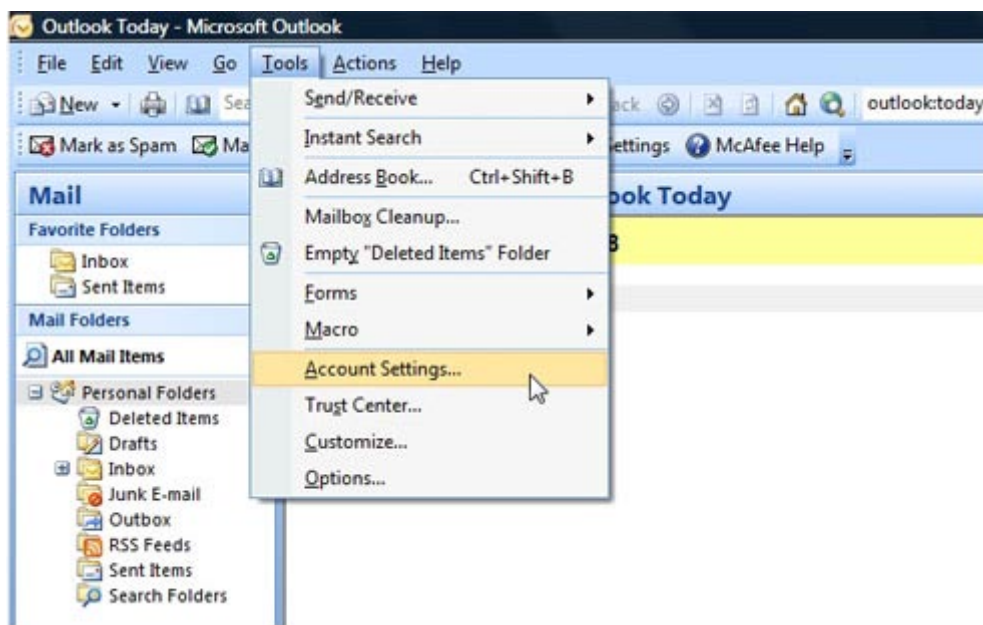 Outlook Today - Microsoft Outlook
File Edit View Go Tools Actions Help
New Sea ack outlook:today
Mark as Spam Ma ettings McAfee Help
Send/Receive
Instant Search
Address Book... Ctrl+Shift+B
Mailbox Cleanup...
Empty "Deleted Items" Folder
Forms
Macro
Account Settings...
Trust Center...
Customize...
Options...
Mail
Favorite Folders
Inbox
Sent Items
Mail Folders
All Mail Items
Personal Folders
Deleted Items
Drafts
Inbox
Junk E-mail
Outbox
RSS Feeds
Sent Items
Search Folders
ook Today